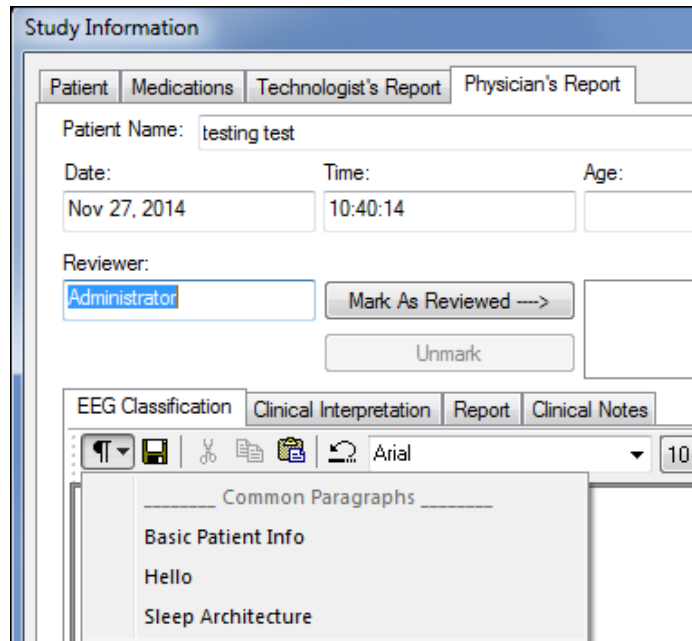 Study Information
Patient Medications Technologist's Report Physician's Report
Patient Name: testing test
Date: Time: Age:
Nov 27, 2014 10:40:14
Reviewer:
Administrator Mark As Reviewed ---->
Unmark
EEG Classification Clinical Interpretation Report Clinical Notes
¶ Arial 10
________ Common Paragraphs ________
Basic Patient Info
Hello
Sleep Architecture